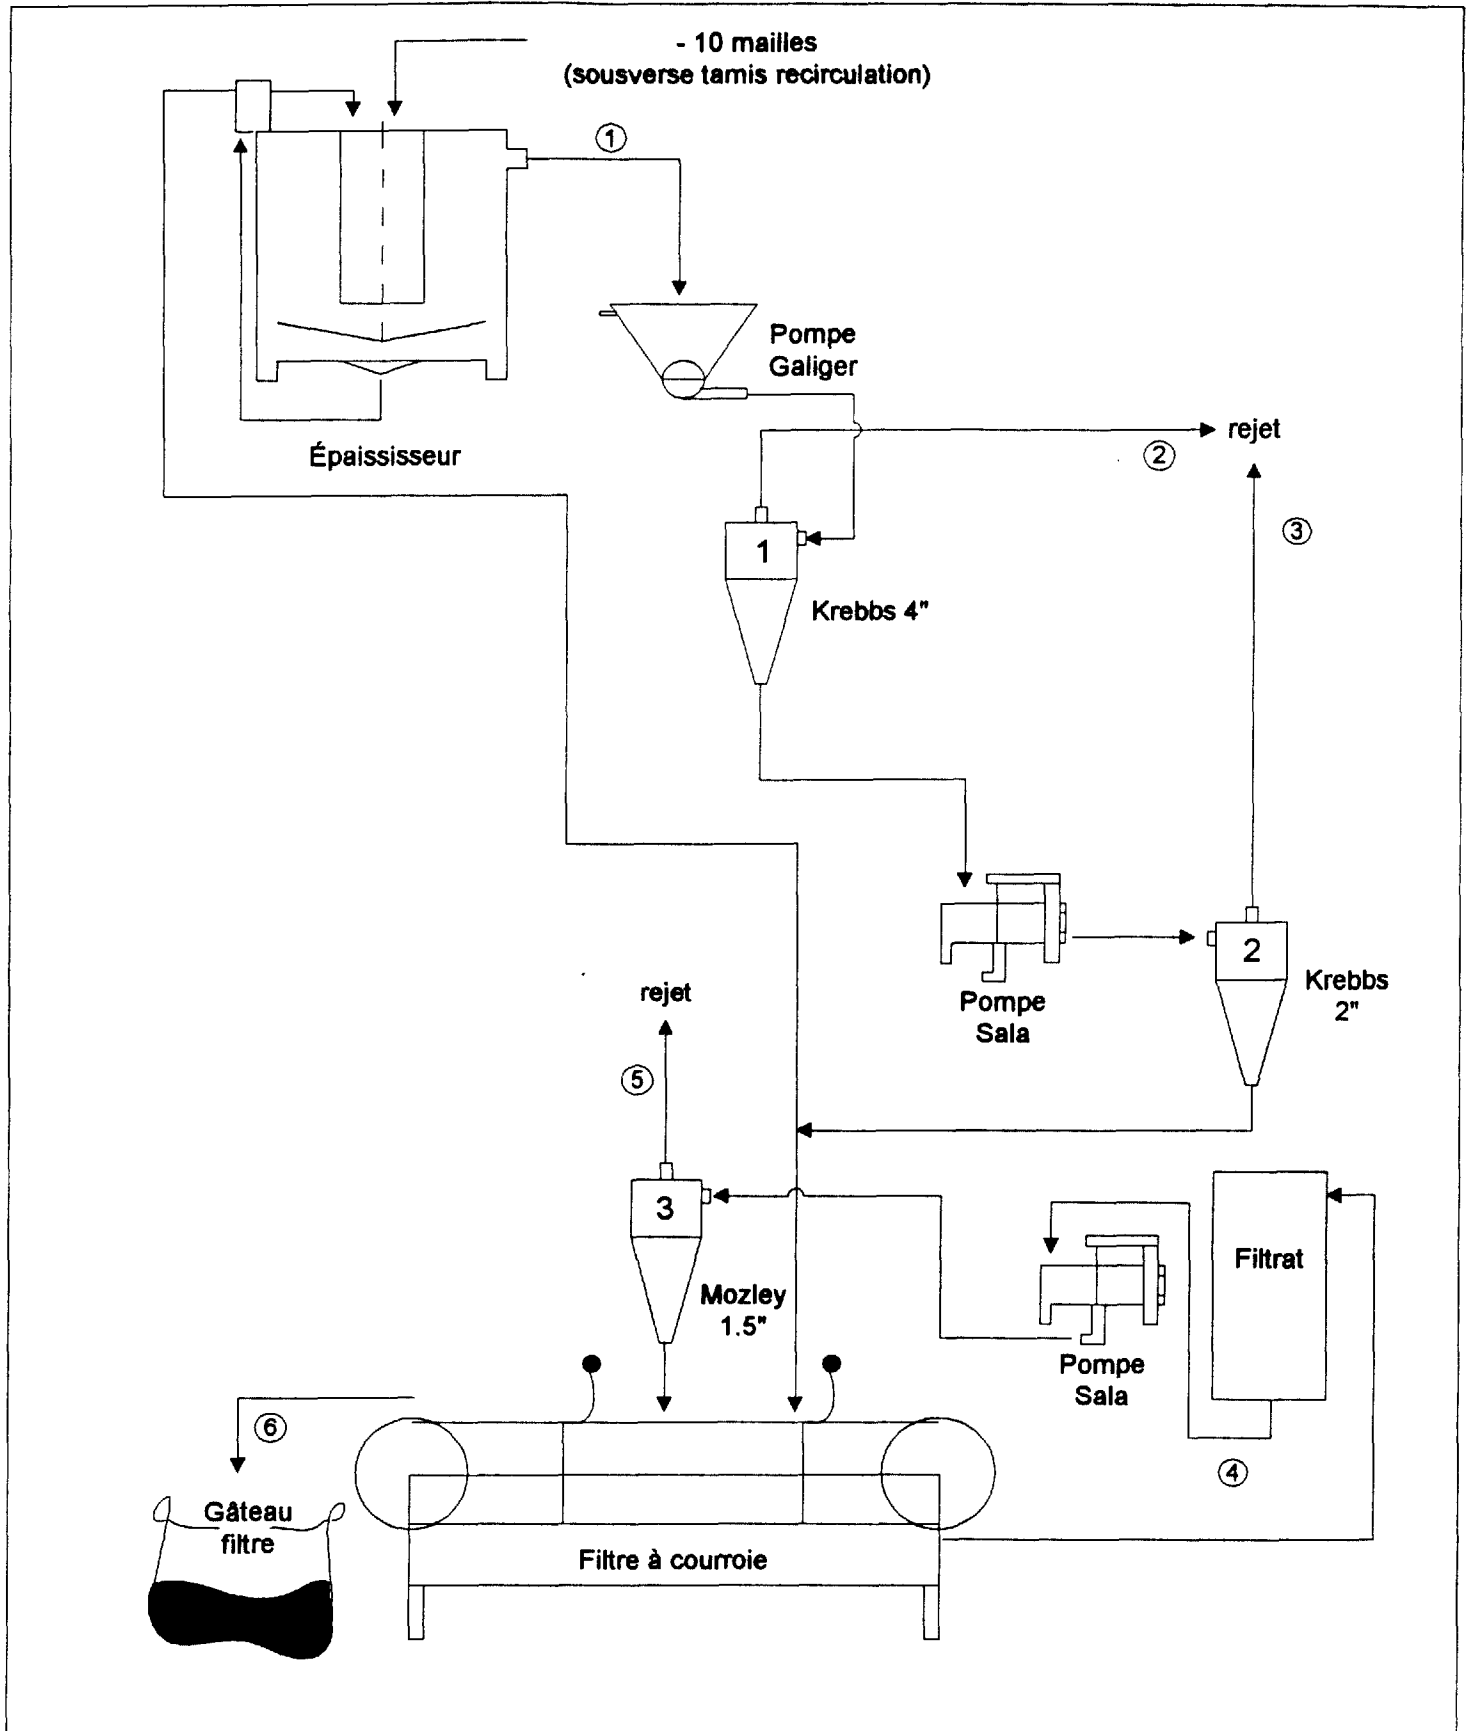 - 10 mailles
(sousverse tamis recirculation)
1
Pompe
Galiger
rejet
2
Épaississeur
3
1
Krebbs 4"
2
Krebbs
2"
rejet
Pompe
Sala
5
3
Filtrat
Mozley
1.5"
Pompe
Sala
6
4
Gâteau
filtre
Filtre à courroie